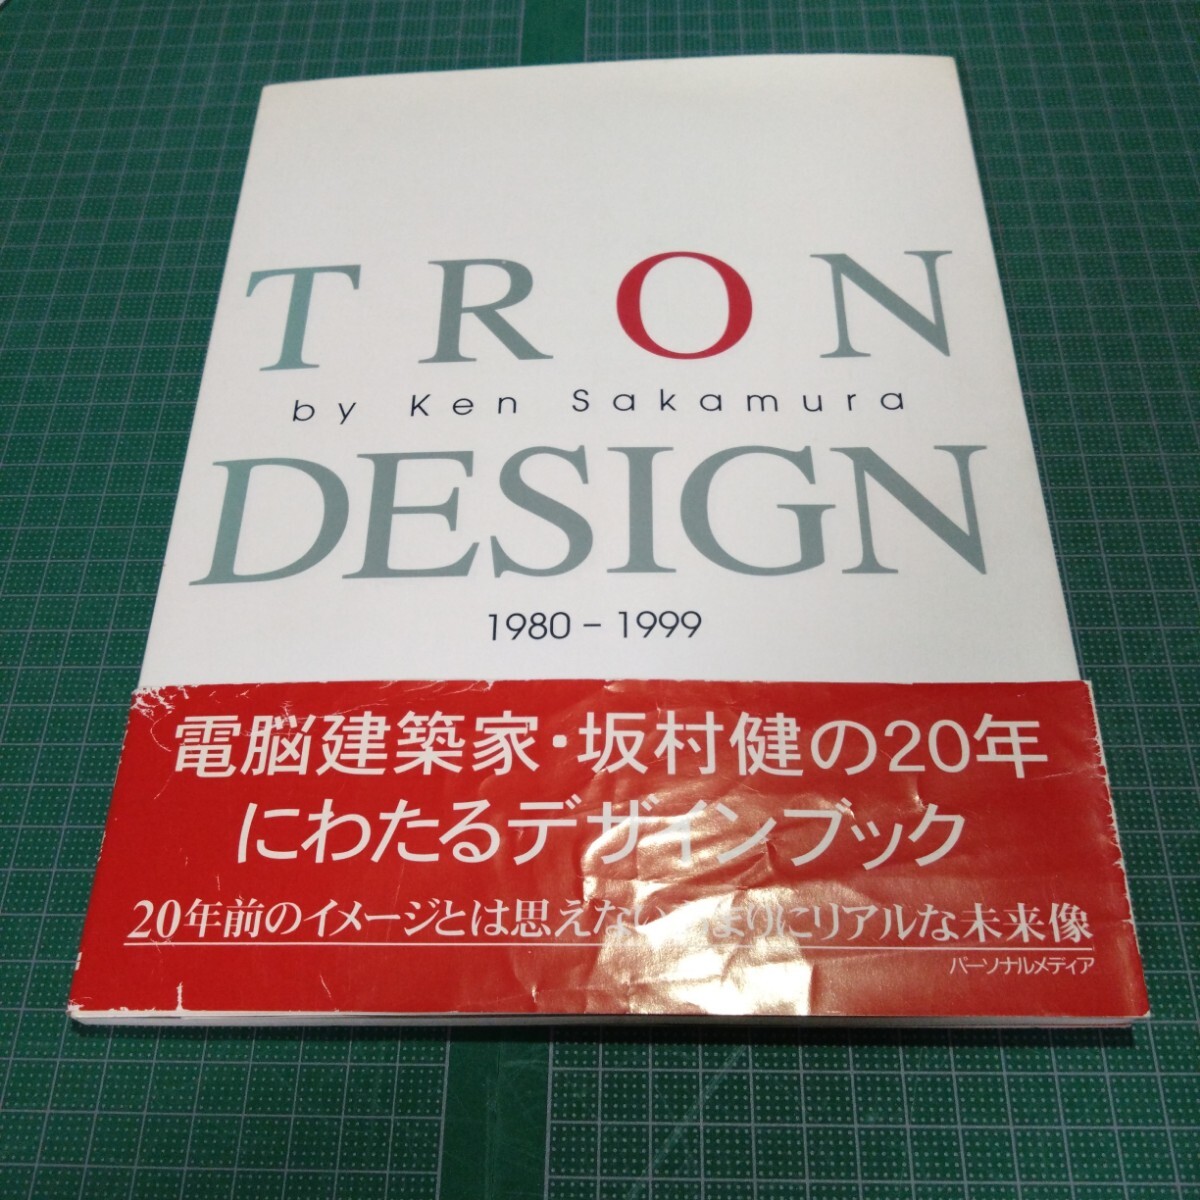 TRON
by Ken Sakamura
DESIGN
1980 – 1999
電脳建築家・坂村健の20年
にわたるデザインブック
20年前のイメージとは思えない まりにリアルな未来像
パーソナルメディア